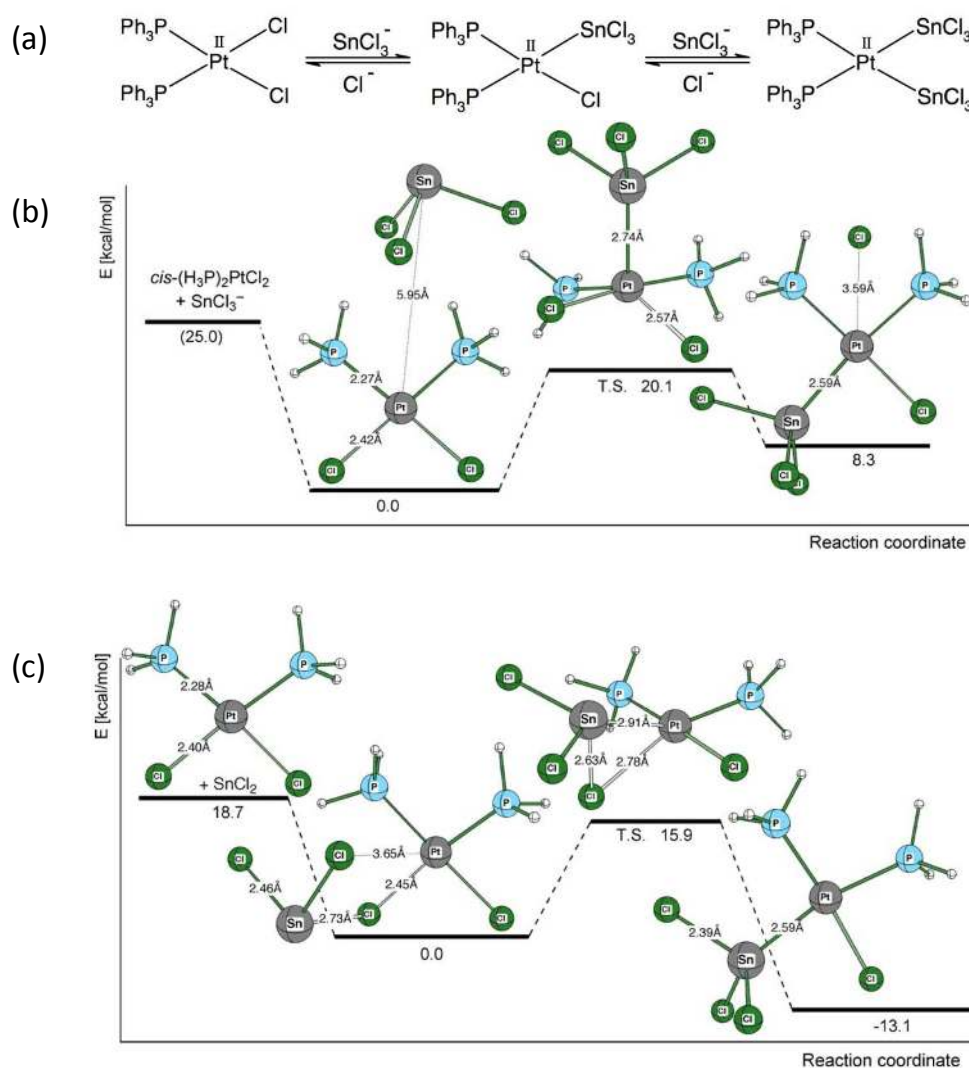 (a)
Ph3P Cl
II
Pt
Ph3P Cl
SnCl3-
Cl-
Ph3P SnCl3
II
Pt
Ph3P Cl
SnCl3-
Cl-
Ph3P SnCl3
II
Pt
Ph3P SnCl3
(b)
E [kcal/mol]
cis-(H3P)2PtCl2
+ SnCl3-
(25.0)
Sn
Cl
Cl
Cl
5.95Å
P P
2.27Å
Pt
2.42Å
Cl Cl
0.0
Cl Cl Cl
Sn
2.74Å
P Pt P
Cl
2.57Å
Cl
T.S. 20.1
Cl
3.59Å
P P
Pt
2.59Å
Cl Sn Cl
Cl Cl
8.3
Reaction coordinate
(c)
E [kcal/mol]
P P
2.28Å
Pt
2.40Å
Cl Cl
+ SnCl2
18.7
P P
Cl Cl 3.65Å Pt
2.46Å 2.45Å
Sn 2.73Å Cl Cl
0.0
Cl P P
Sn 2.91Å Pt
2.63Å 2.78Å
Cl Cl Cl
T.S. 15.9
P P
Pt
Cl 2.59Å
2.39Å
Sn Cl
Cl Cl
-13.1
Reaction coordinate